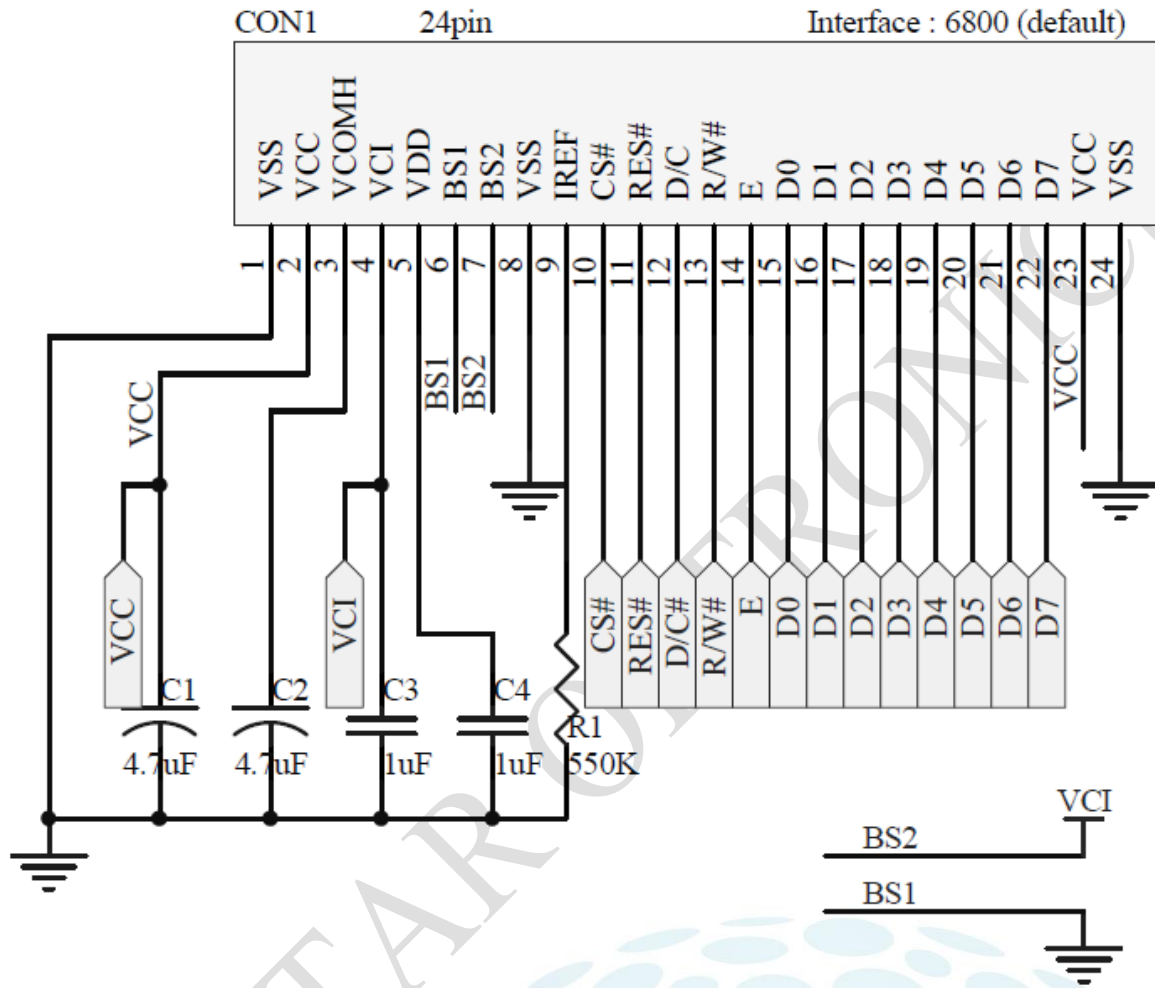 CON1 24pin Interface : 6800 (default)
VSS
VCC
VCOMH
VCI
VDD
BS1
BS2
VSS
IREF
CS#
RES#
D/C
R/W#
E
D0
D1
D2
D3
D4
D5
D6
D7
VCC
VSS
1
2
3
4
5
6
7
8
9
10
11
12
13
14
15
16
17
18
19
20
21
22
23
24
VCC
BS1
BS2
VCC
VCC
VCI
CS#
RES#
D/C#
R/W#
E
D0
D1
D2
D3
D4
D5
D6
D7
C1
4.7uF
C2
4.7uF
C3
1uF
C4
1uF
R1
550K
VCI
BS2
BS1